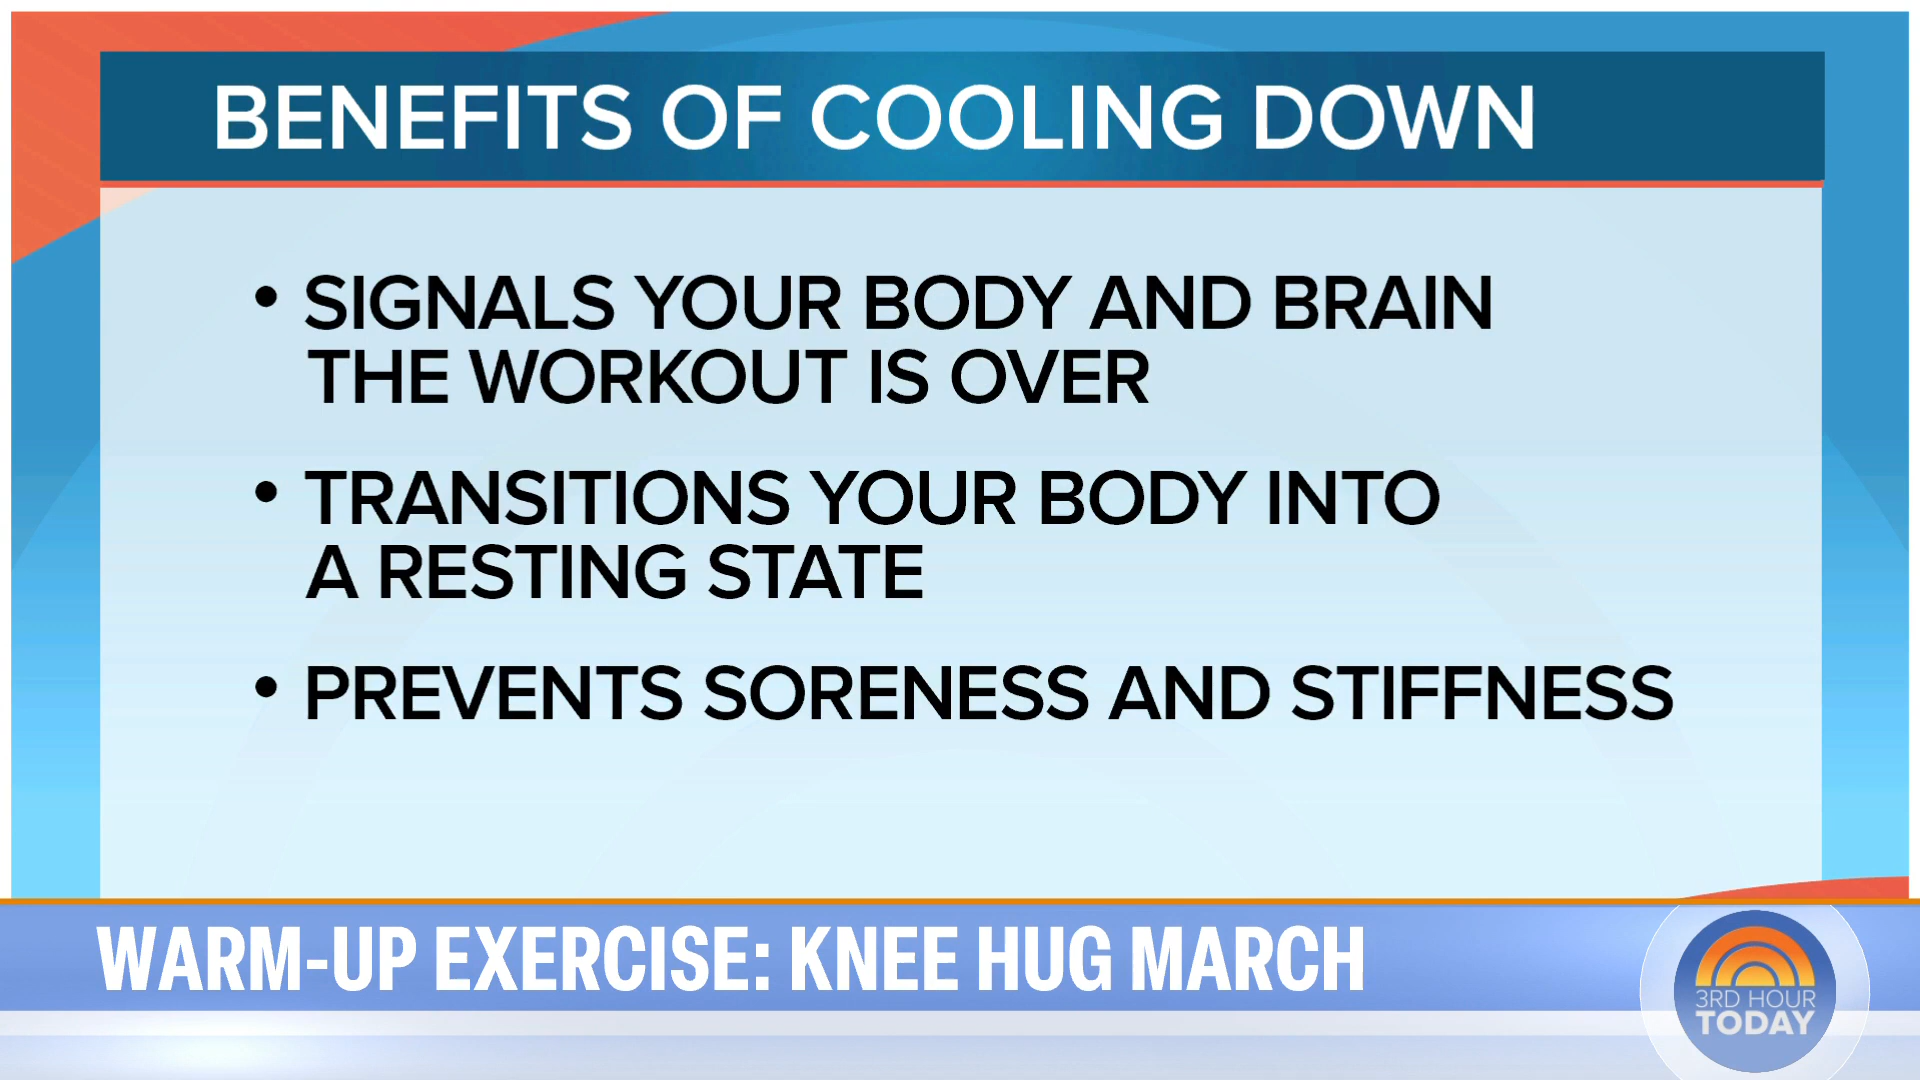 BENEFITS OF COOLING DOWN
• SIGNALS YOUR BODY AND BRAIN
THE WORKOUT IS OVER
• TRANSITIONS YOUR BODY INTO
A RESTING STATE
• PREVENTS SORENESS AND STIFFNESS
WARM-UP EXERCISE: KNEE HUG MARCH
3RD HOUR
TODAY